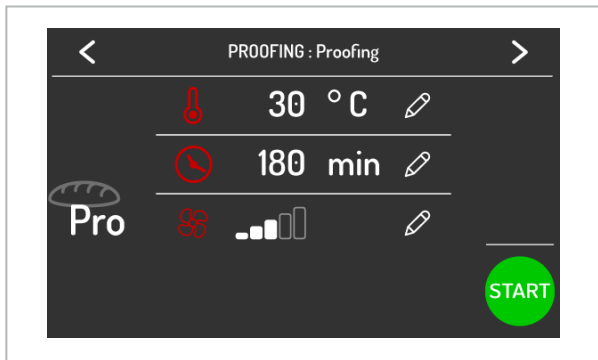 PROOFING : Proofing
30 °C
180 min
Pro
START